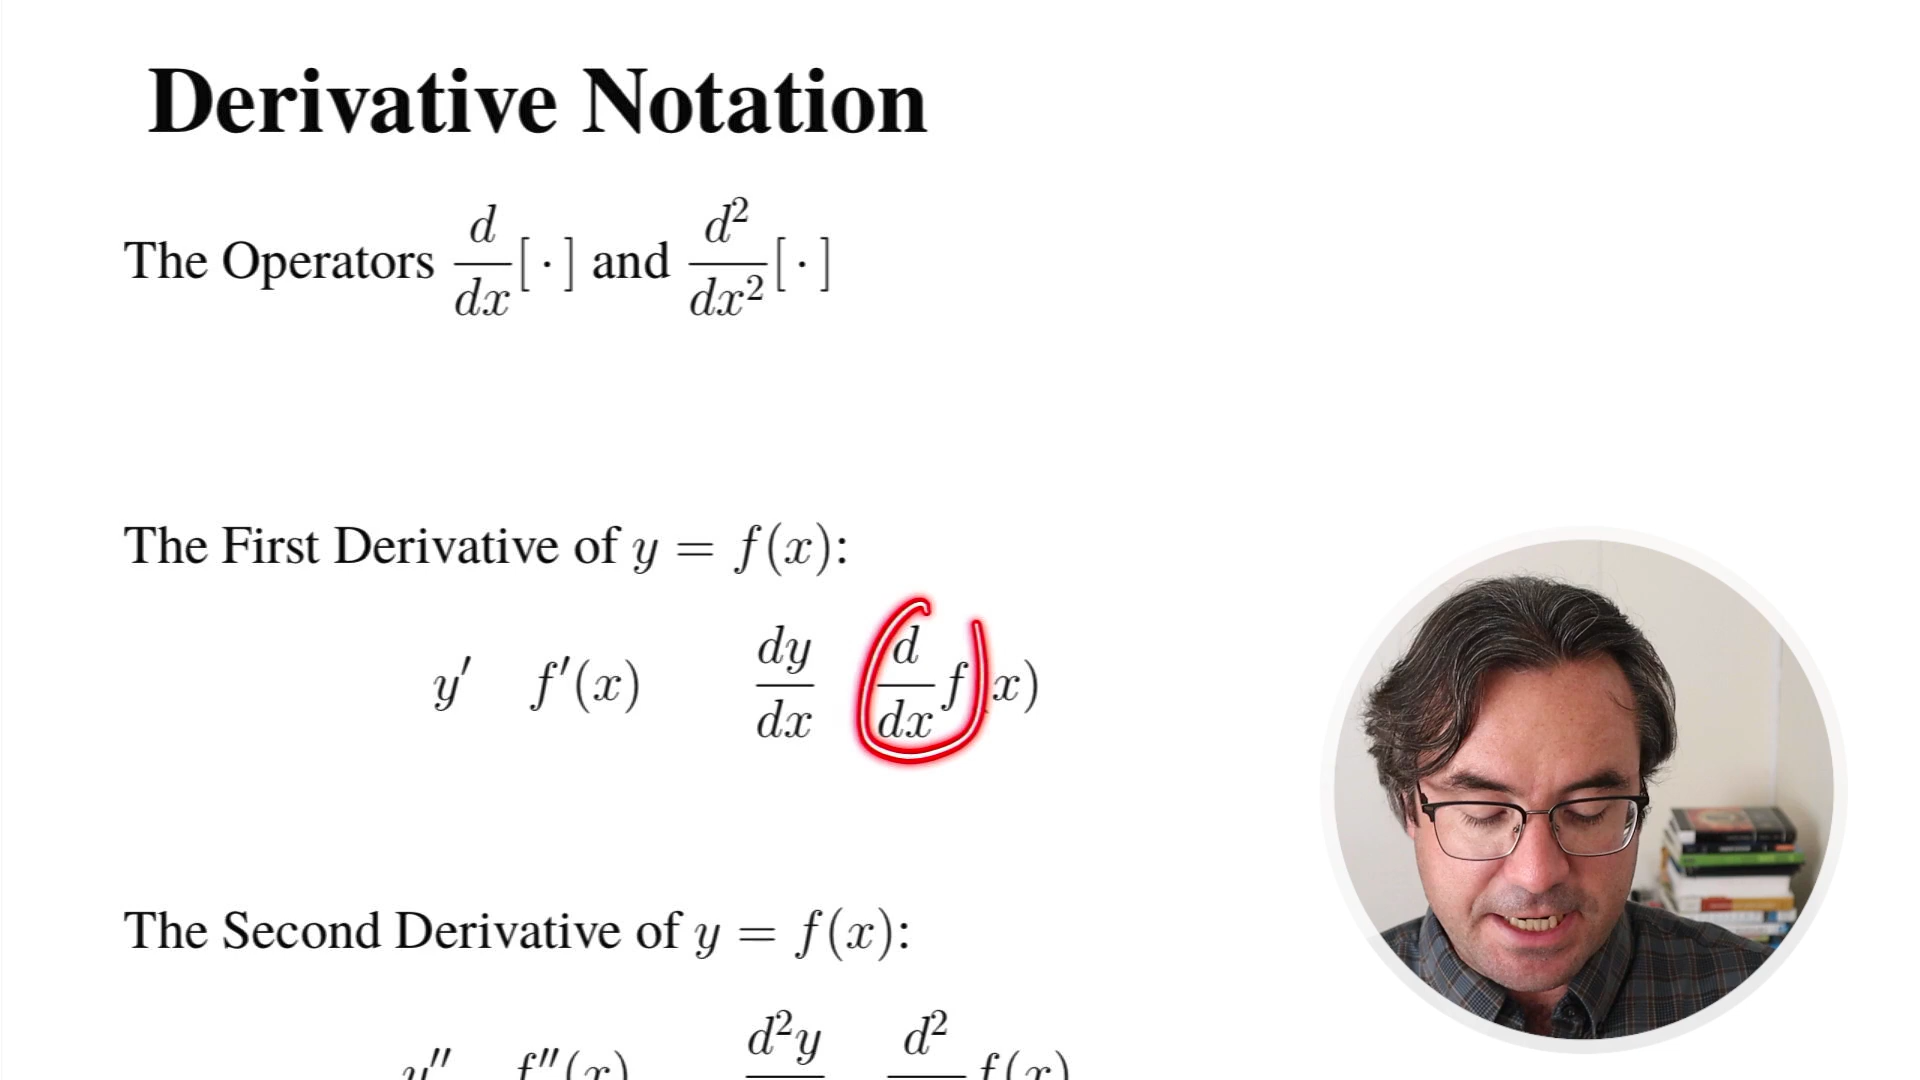 Derivative Notation
The Operators d/dx[·] and d²/dx²[·]
The First Derivative of y = f(x):
y′ f′(x) dy/dx d/dx f(x)
The Second Derivative of y = f(x):
y″ f″(x) d²y d² f(x)